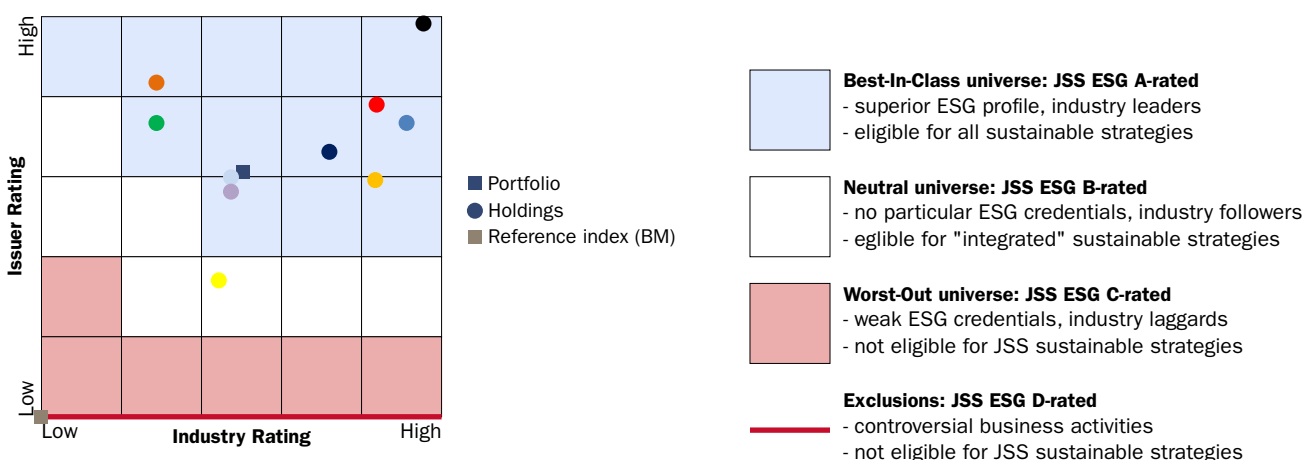 High
Issuer Rating
Low
Low
Industry Rating
High
Portfolio
Holdings
Reference index (BM)
Best-In-Class universe: JSS ESG A-rated
- superior ESG profile, industry leaders
- eligible for all sustainable strategies
Neutral universe: JSS ESG B-rated
- no particular ESG credentials, industry followers
- eglible for "integrated" sustainable strategies
Worst-Out universe: JSS ESG C-rated
- weak ESG credentials, industry laggards
- not eligible for JSS sustainable strategies
Exclusions: JSS ESG D-rated
- controversial business activities
- not eligible for JSS sustainable strategies